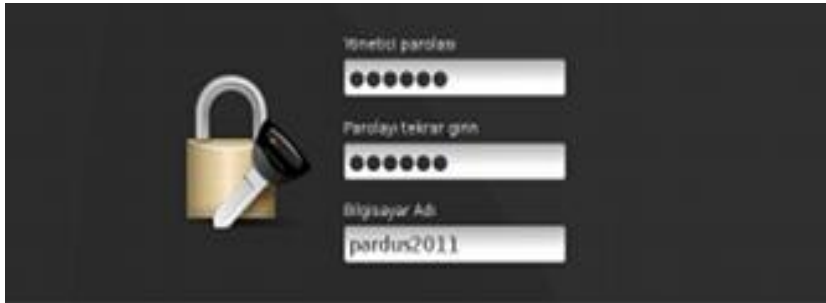 Yönetici parolası
●●●●●●
Parolayı tekrar girin
●●●●●●
Bilgisayar Adı
pardus2011